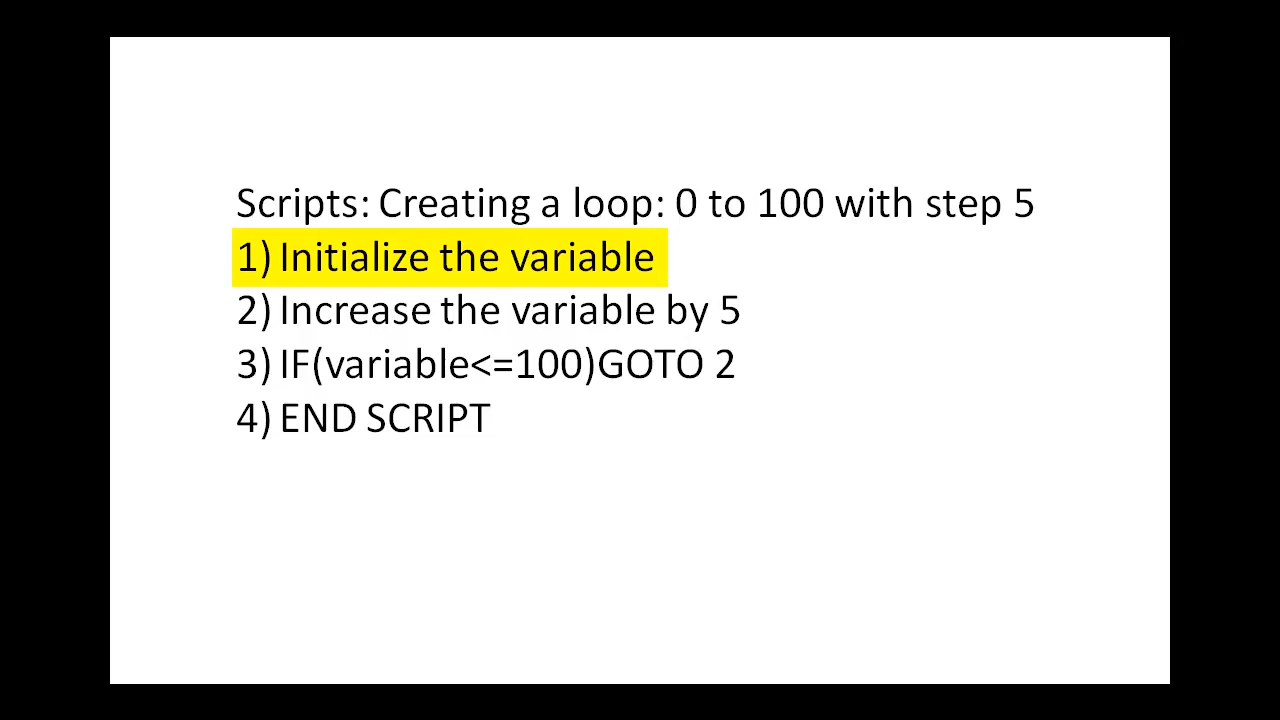 Scripts: Creating a loop: 0 to 100 with step 5
1) Initialize the variable
2) Increase the variable by 5
3) IF(variable<=100)GOTO 2
4) END SCRIPT